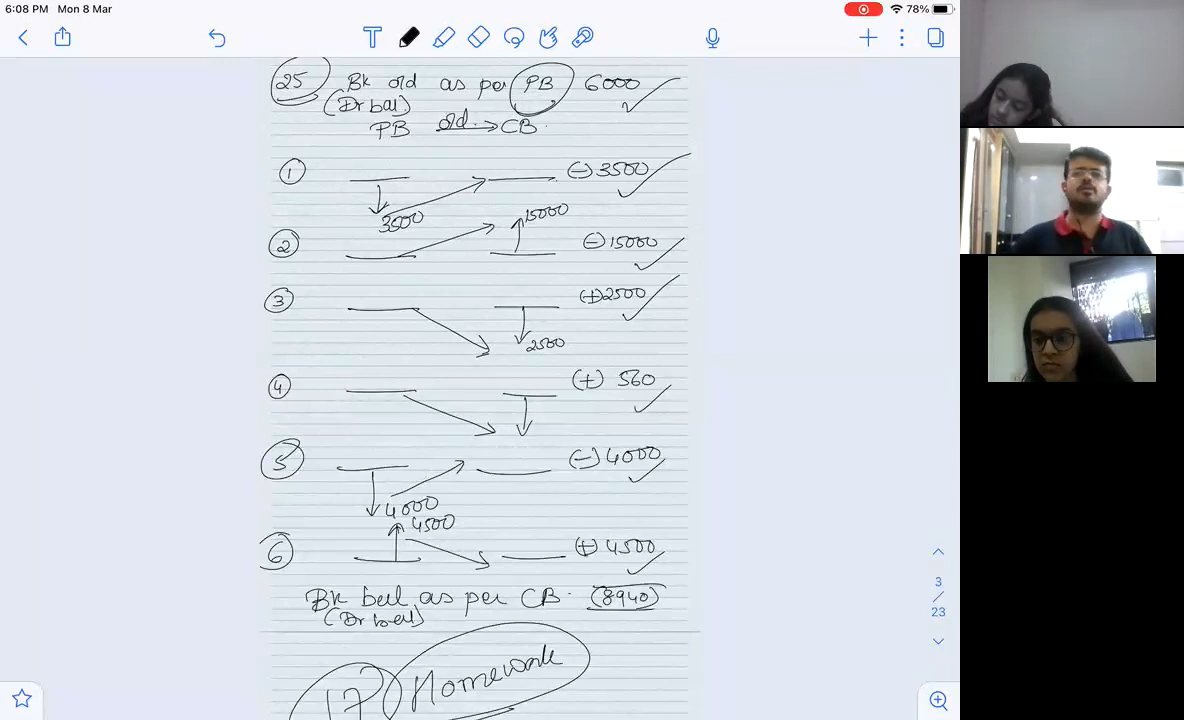 6:08 PM Mon 8 Mar
78%
T
25 Bk o/d as per PB 6000
(Dr bal)
PB o/d. CB.
1 (-) 3500
3500
15000
2 (-) 15000
3 (+) 2500
2500
4 (+) 560
5 (-) 4000
4000
4500
6 (+) 4500
3
/
23
Bk bal as per CB. (8940)
(Dr bal)
17 Homework